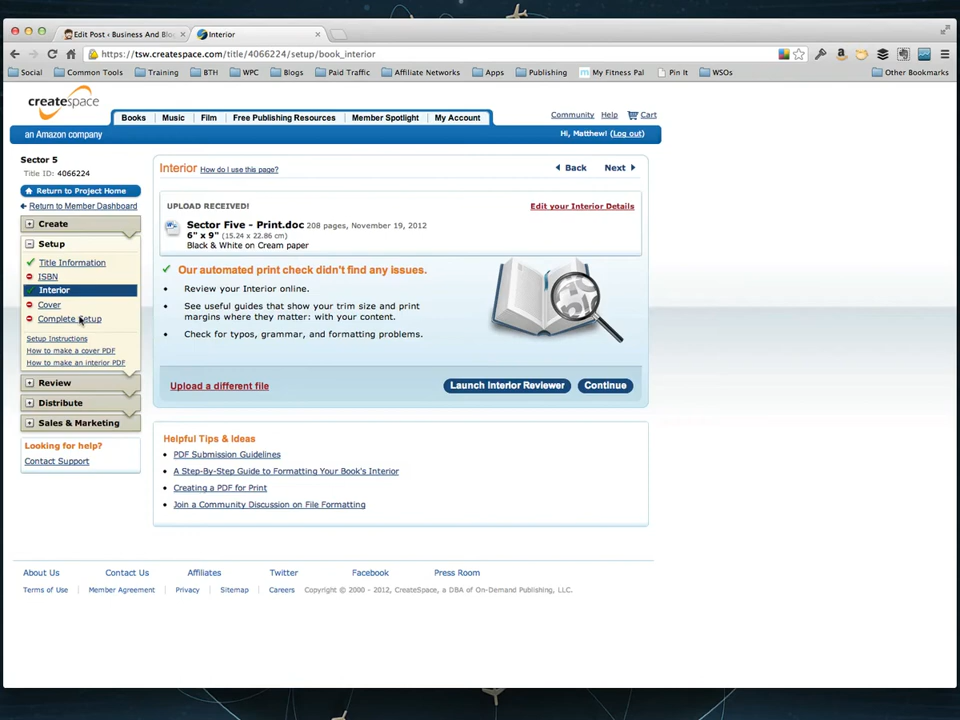 Edit Post ‹ Business And Blo
Interior
https://tsw.createspace.com/title/4066224/setup/book_interior
Social
Common Tools
Training
BTH
WPC
Blogs
Paid Traffic
Affiliate Networks
Apps
Publishing
My Fitness Pal
Pin It
WSOs
Other Bookmarks
createspace
an Amazon company
Books
Music
Film
Free Publishing Resources
Member Spotlight
My Account
Community
Help
Cart
Hi, Matthew! (Log out)
Sector 5
Title ID: 4066224
Return to Project Home
Return to Member Dashboard
Create
Setup
Title Information
ISBN
Interior
Cover
Complete Setup
Setup Instructions
How to make a cover PDF
How to make an interior PDF
Review
Distribute
Sales & Marketing
Looking for help?
Contact Support
Interior How do I use this page?
Back
Next
UPLOAD RECEIVED!
Edit your Interior Details
Sector Five - Print.doc 208 pages, November 19, 2012
6" x 9" (15.24 x 22.86 cm)
Black & White on Cream paper
Our automated print check didn't find any issues.
• Review your Interior online.
• See useful guides that show your trim size and print
margins where they matter: with your content.
• Check for typos, grammar, and formatting problems.
Upload a different file
Launch Interior Reviewer
Continue
Helpful Tips & Ideas
• PDF Submission Guidelines
• A Step-By-Step Guide to Formatting Your Book's Interior
• Creating a PDF for Print
• Join a Community Discussion on File Formatting
About Us
Contact Us
Affiliates
Twitter
Facebook
Press Room
Terms of Use
Member Agreement
Privacy
Sitemap
Careers
Copyright © 2000 - 2012, CreateSpace, a DBA of On-Demand Publishing, LLC.